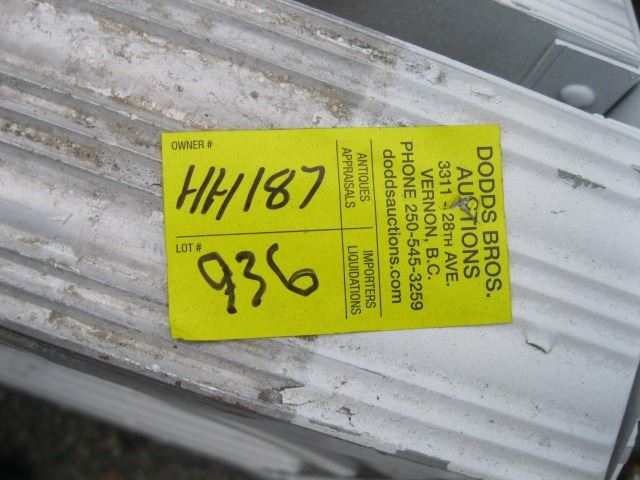 OWNER #
HH187
LOT #
936
ANTIQUES
APPRAISALS
IMPORTERS
LIQUIDATIONS
DODDS BROS.
AUCTIONS
3311 - 28TH AVE.
VERNON, B.C.
PHONE 250-545-3259
doddsauctions.com